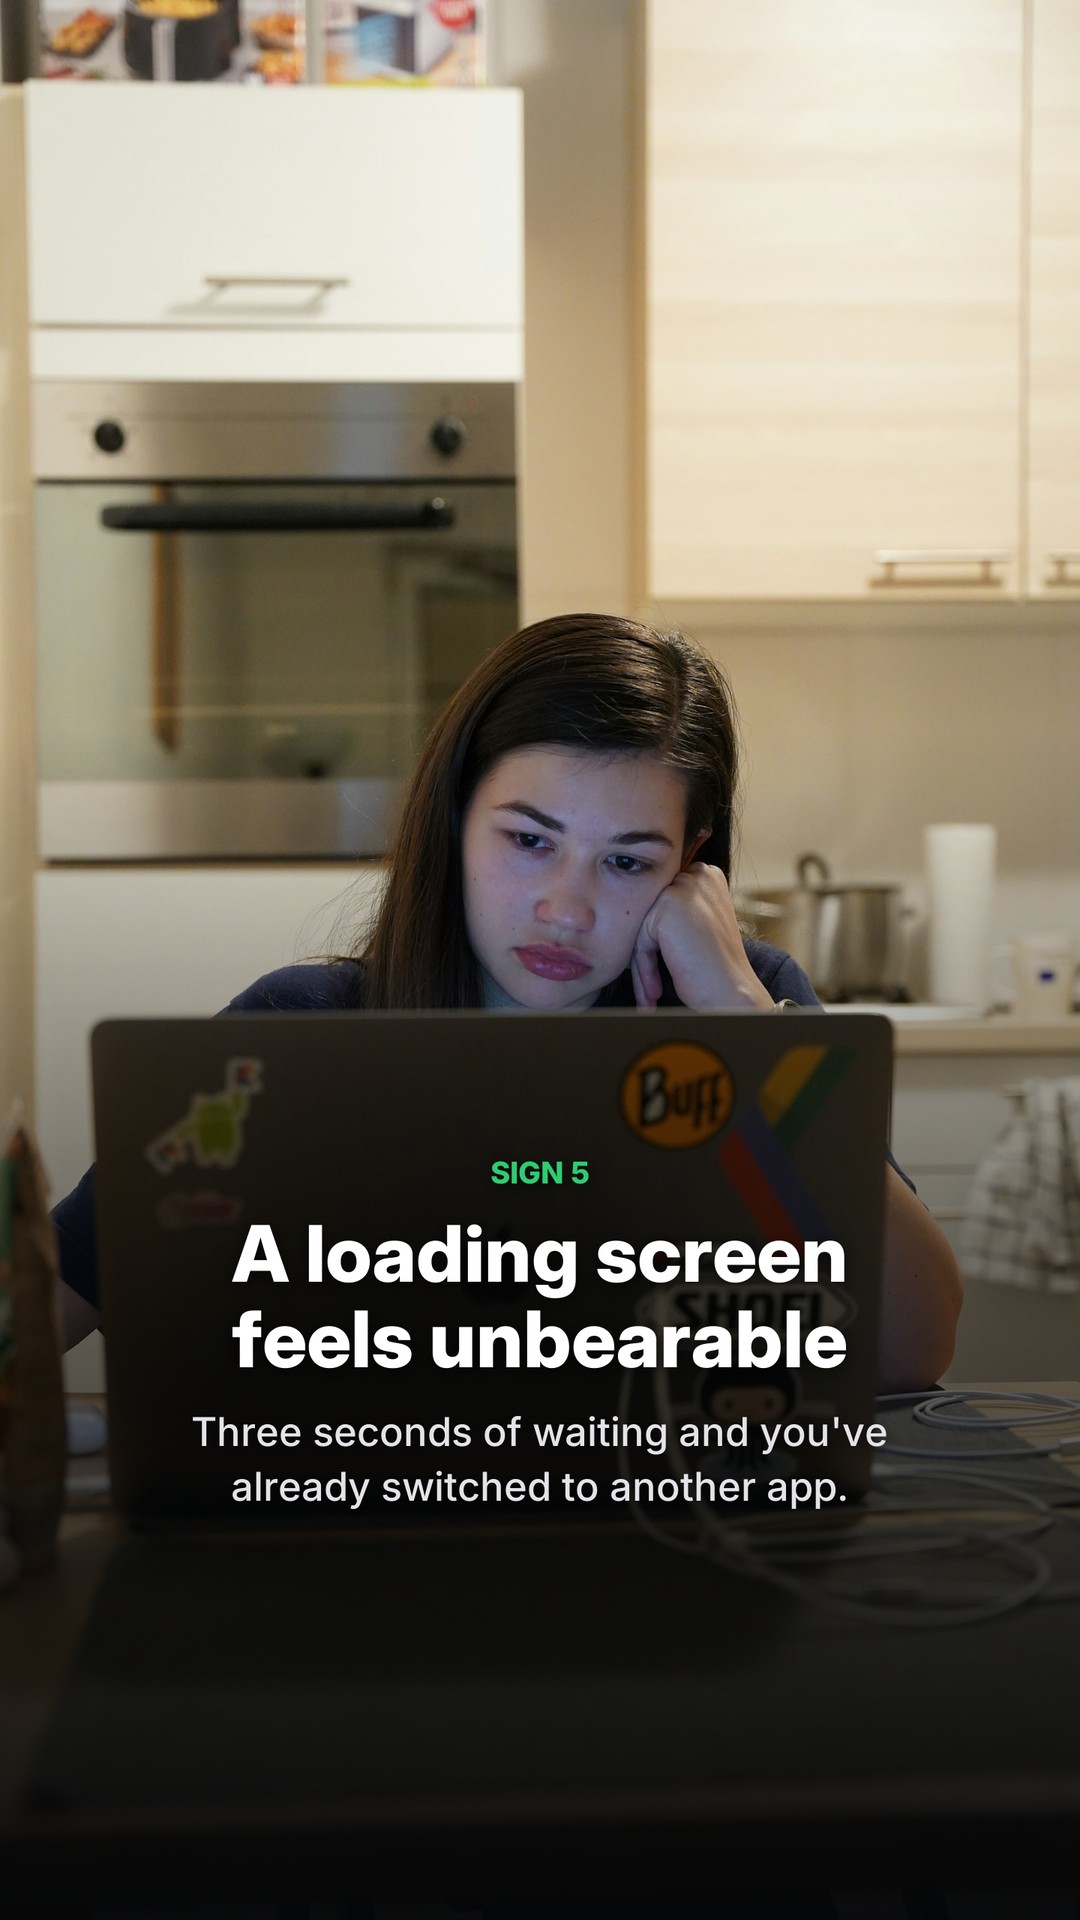 Buff
SIGN 5
A loading screen
feels unbearable
SHOEI
Three seconds of waiting and you've
already switched to another app.